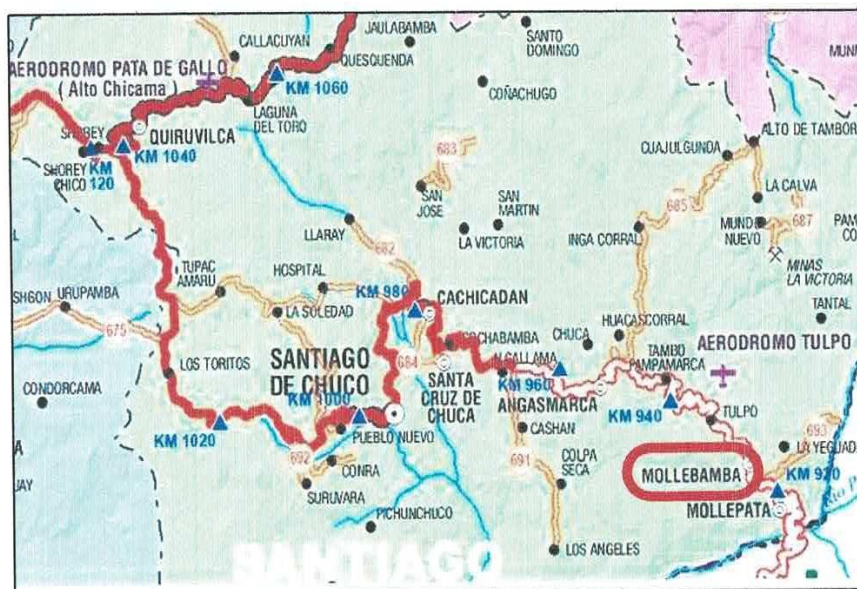 CALLACUYAN
JAULABAMBA
SANTO
DOMINGO
QUESQUENDA
AERODROMO PATA DE GALLO
( Alto Chicama )
KM 1060
COÑACHUGO
LAGUNA
DEL TORO
QUIRUVILCA
SHOREY
KM 1040
SHOREY
CHICO
KM
120
683
CUAJULGUNDA
ALTO DE TAMBOR
SAN
JOSE
SAN
MARTIN
685
LA CALVA
LLARAY
LA VICTORIA
INGA CORRAL
MUNDO
NUEVO
687
682
MINAS
LA VICTORIA
TUPAC
AMARU
HOSPITAL
KM 980
CACHICADAN
URUPAMBA
LA SOLEDAD
TANTAL
675
COCHABAMBA
CHUCA
HUACASCORRAL
AERODROMO TULPO
LOS TORITOS
SANTIAGO
DE CHUCO
684
SANTA
CRUZ DE
CHUCA
KM 960
TAMBO
PAMPAMARCA
CONDORCAMA
KM 1000
ANGASMARCA
KM 940
TULPO
KM 1020
PUEBLO NUEVO
CASHAN
693
692
CONRA
691
COLPA
SECA
MOLLEBAMBA
KM 920
SURUVARA
MOLLEPATA
PICHUNCHUCO
LOS ANGELES
SANTIAGO